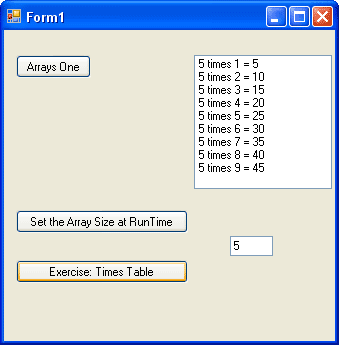 Form1
Arrays One
5 times 1 = 5
5 times 2 = 10
5 times 3 = 15
5 times 4 = 20
5 times 5 = 25
5 times 6 = 30
5 times 7 = 35
5 times 8 = 40
5 times 9 = 45
Set the Array Size at RunTime
5
Exercise: Times Table